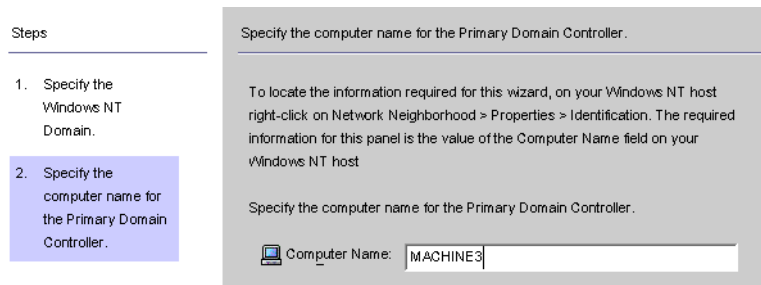 Steps
1. Specify the
Windows NT
Domain.
2. Specify the
computer name for
the Primary Domain
Controller.
Specify the computer name for the Primary Domain Controller.
To locate the information required for this wizard, on your Windows NT host
right-click on Network Neighborhood > Properties > Identification. The required
information for this panel is the value of the Computer Name field on your
Windows NT host
Specify the computer name for the Primary Domain Controller.
Computer Name: MACHINE3